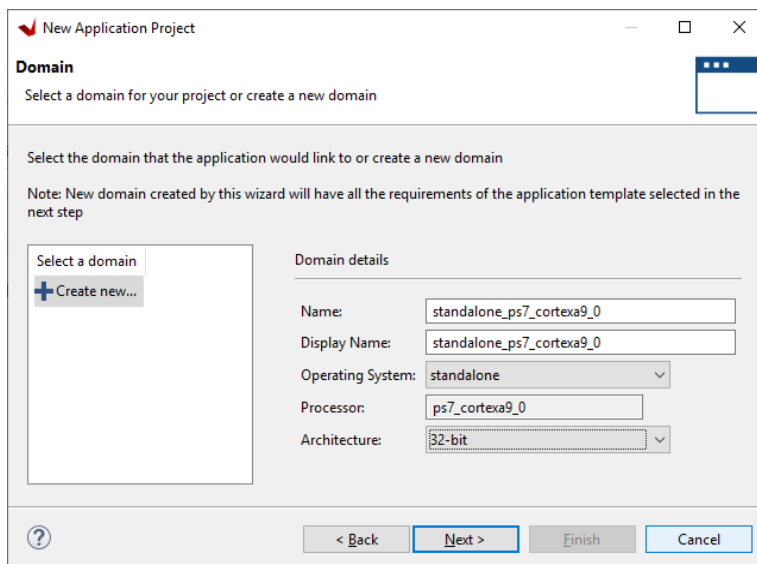 New Application Project
Domain
Select a domain for your project or create a new domain
Select the domain that the application would link to or create a new domain
Note: New domain created by this wizard will have all the requirements of the application template selected in the
next step
Select a domain
Create new...
Domain details
Name: standalone_ps7_cortexa9_0
Display Name: standalone_ps7_cortexa9_0
Operating System: standalone
Processor: ps7_cortexa9_0
Architecture: 32-bit
? < Back Next > Finish Cancel